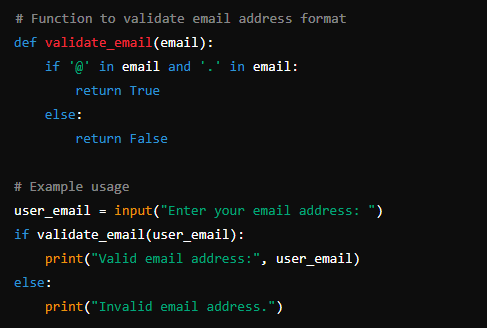 # Function to validate email address format
def validate_email(email):
    if '@' in email and '.' in email:
        return True
    else:
        return False

# Example usage
user_email = input("Enter your email address: ")
if validate_email(user_email):
    print("Valid email address:", user_email)
else:
    print("Invalid email address.")